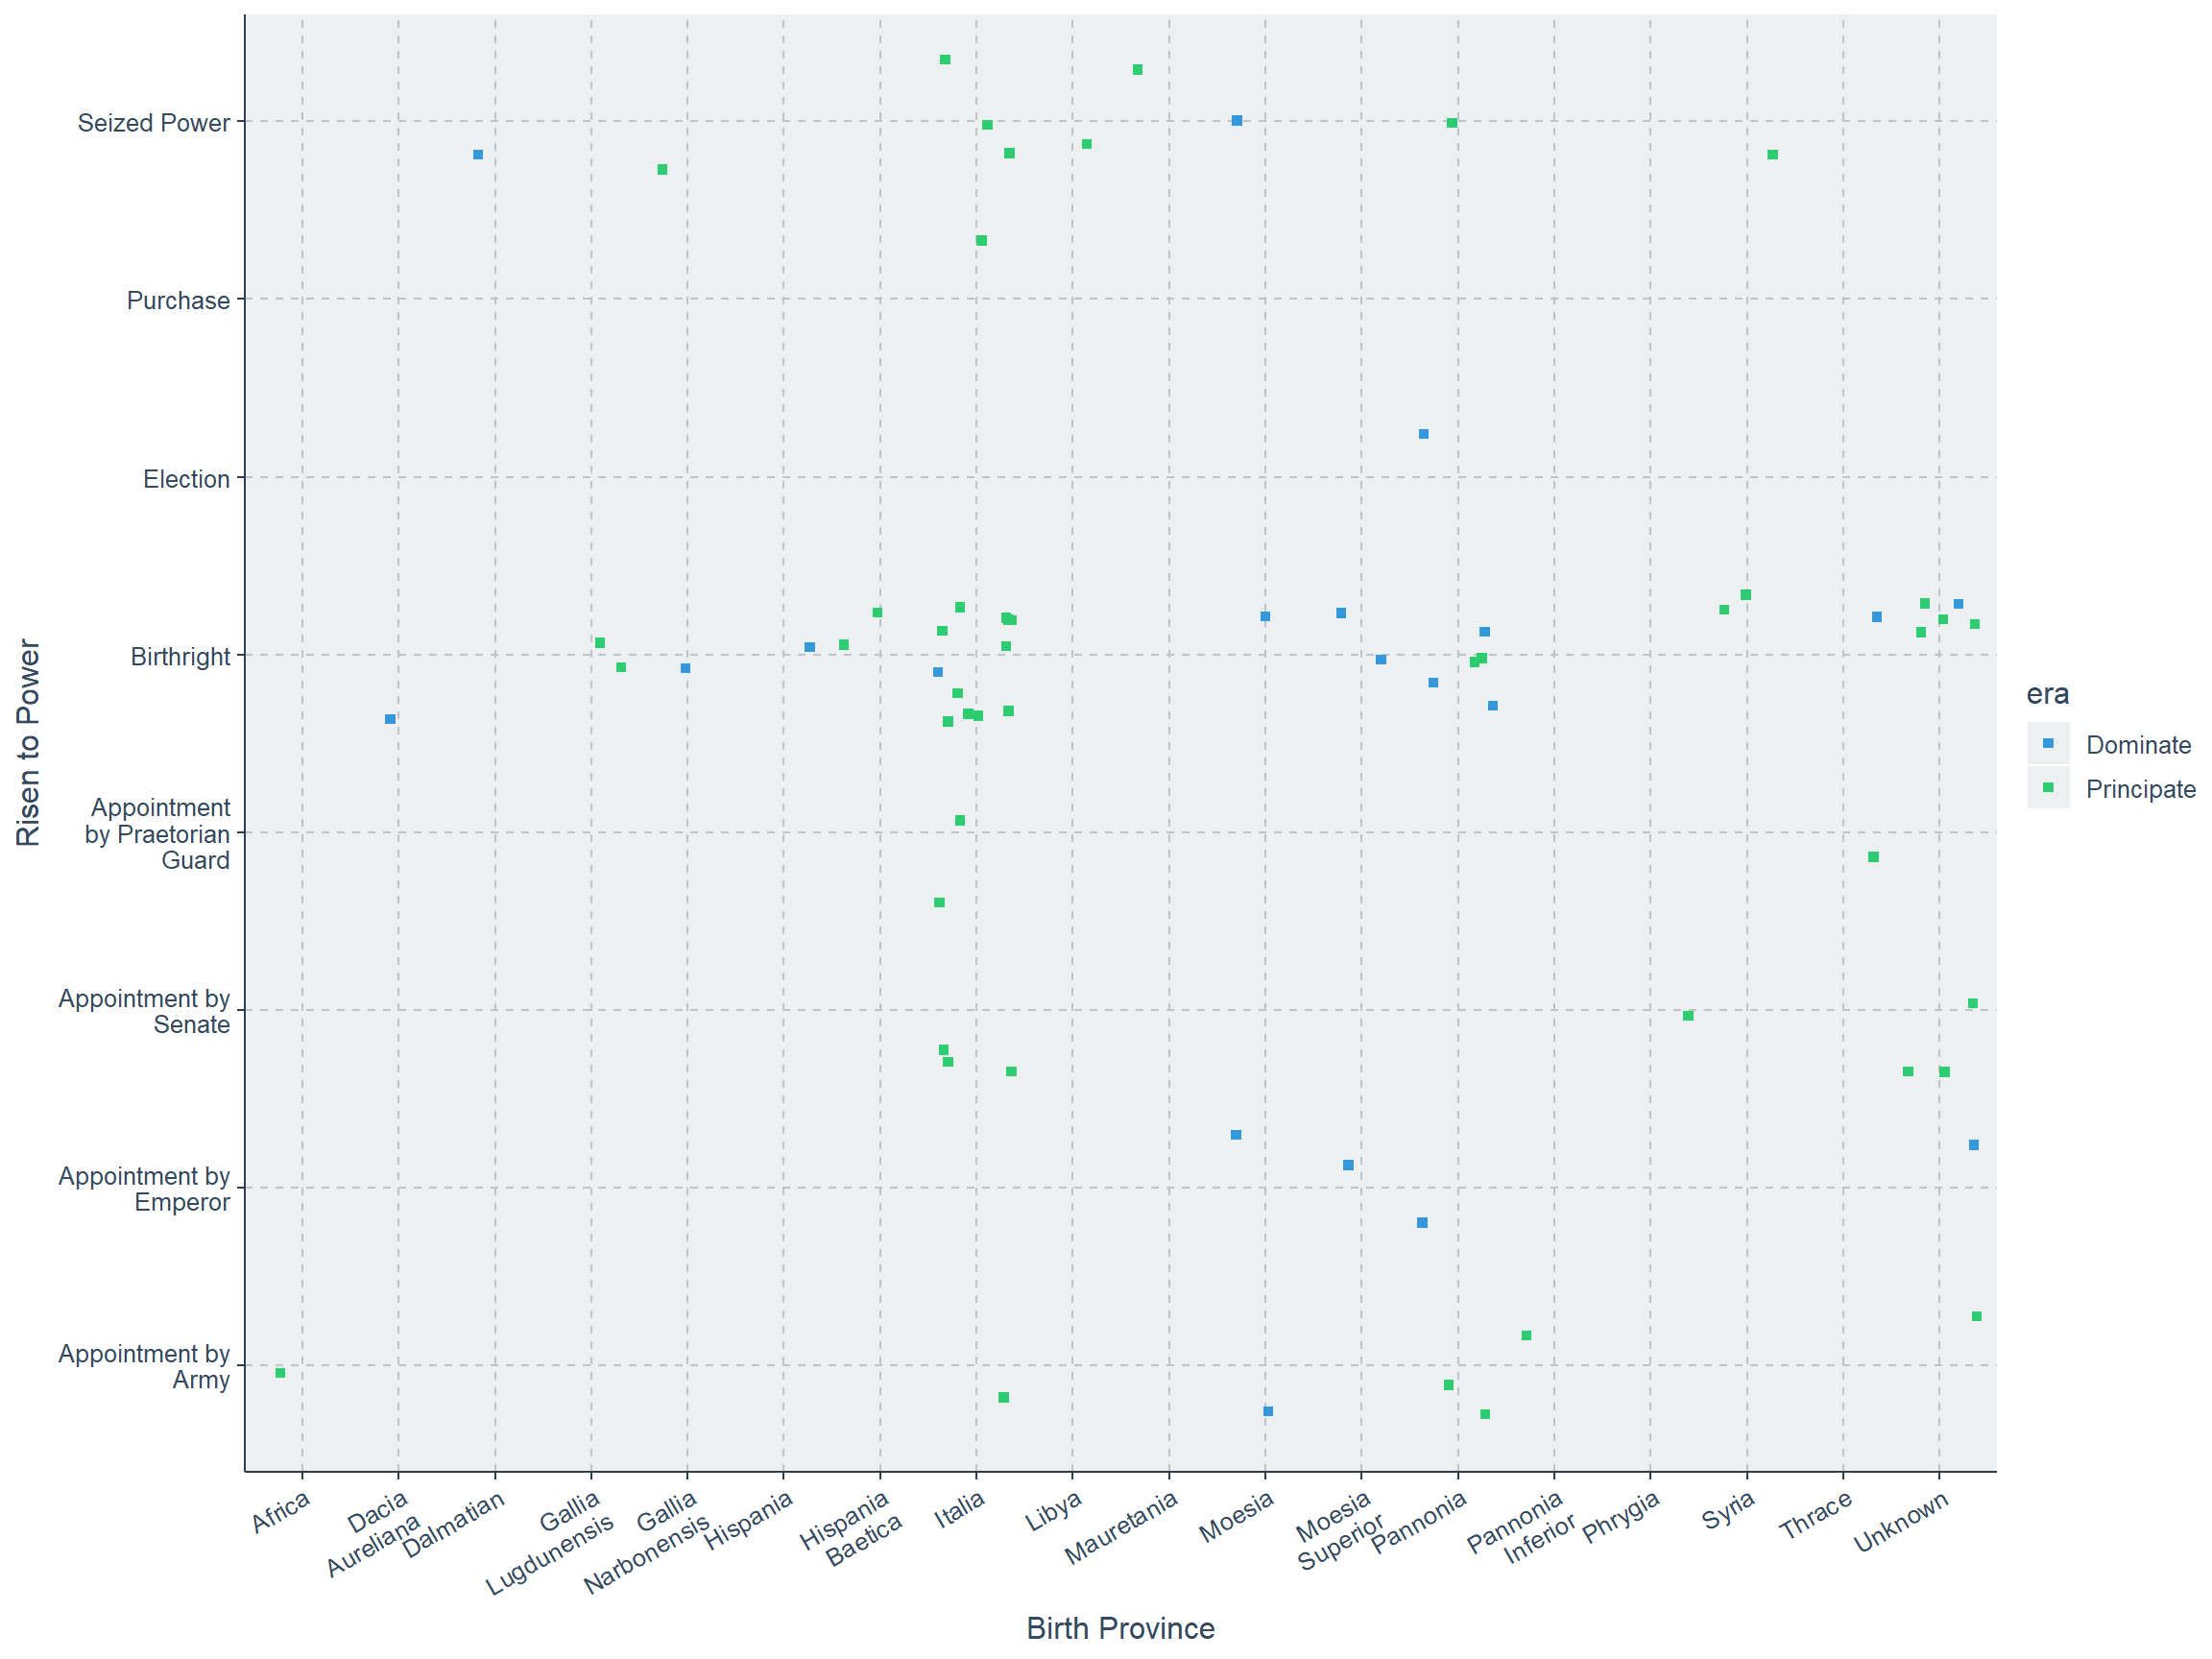 Risen to Power
Seized Power
Purchase
Election
Birthright
Appointment
by Praetorian
Guard
Appointment by
Senate
Appointment by
Emperor
Appointment by
Army
Africa
Dacia
Aureliana
Dalmatian
Gallia
Lugdunensis
Gallia
Narbonensis
Hispania
Hispania
Baetica
Italia
Libya
Mauretania
Moesia
Moesia
Superior
Pannonia
Pannonia
Inferior
Phrygia
Syria
Thrace
Unknown
Birth Province
era
Dominate
Principate